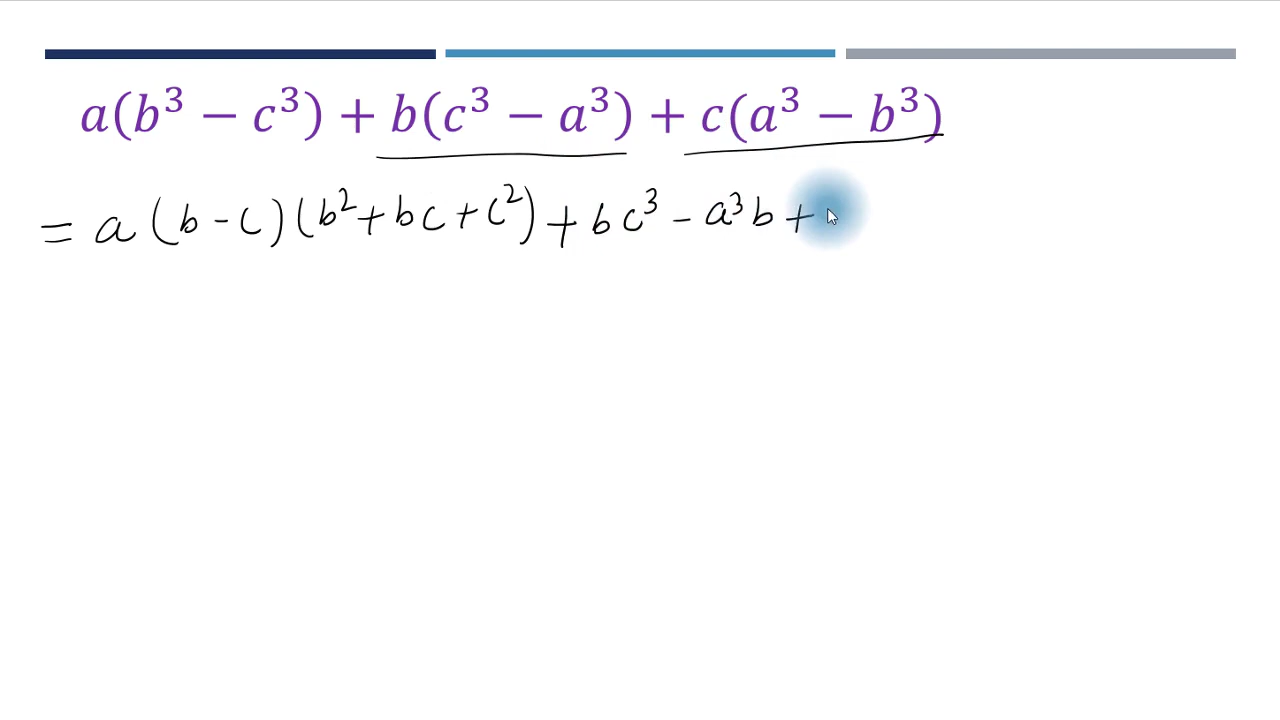 a(b³ − c³) + b(c³ − a³) + c(a³ − b³)
= a (b - c) (b² + bc + c²) + bc³ - a³b +